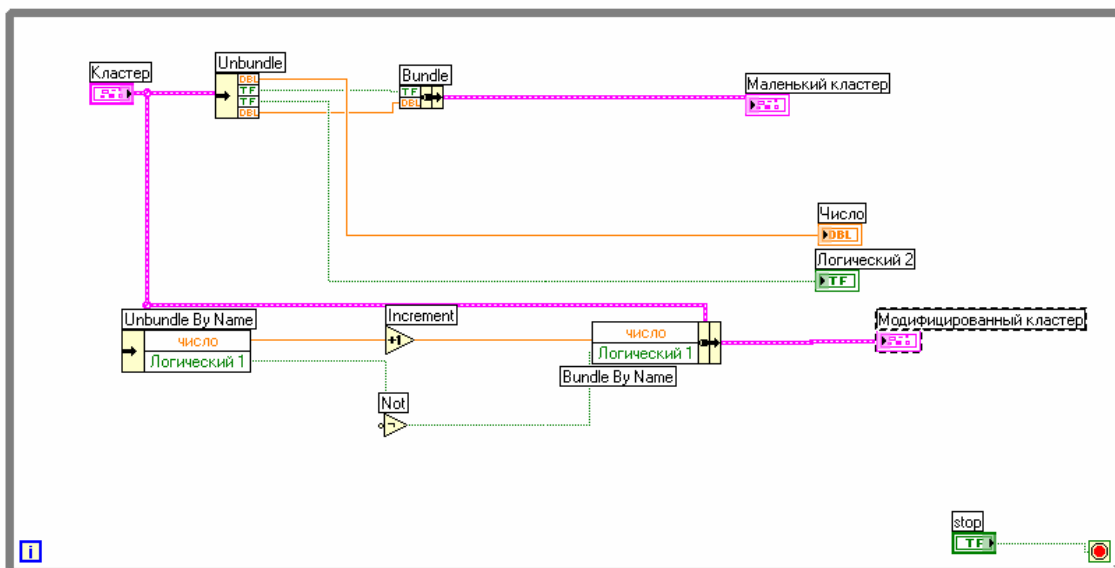 Unbundle
Кластер
Bundle
DBL
TF
TF
DBL
TF
DBL
Маленький кластер
Число
DBL
Логический 2
TF
Unbundle By Name
число
Логический 1
Increment
+1
число
Логический 1
Bundle By Name
Модифицированный кластер
Not
stop
TF
i